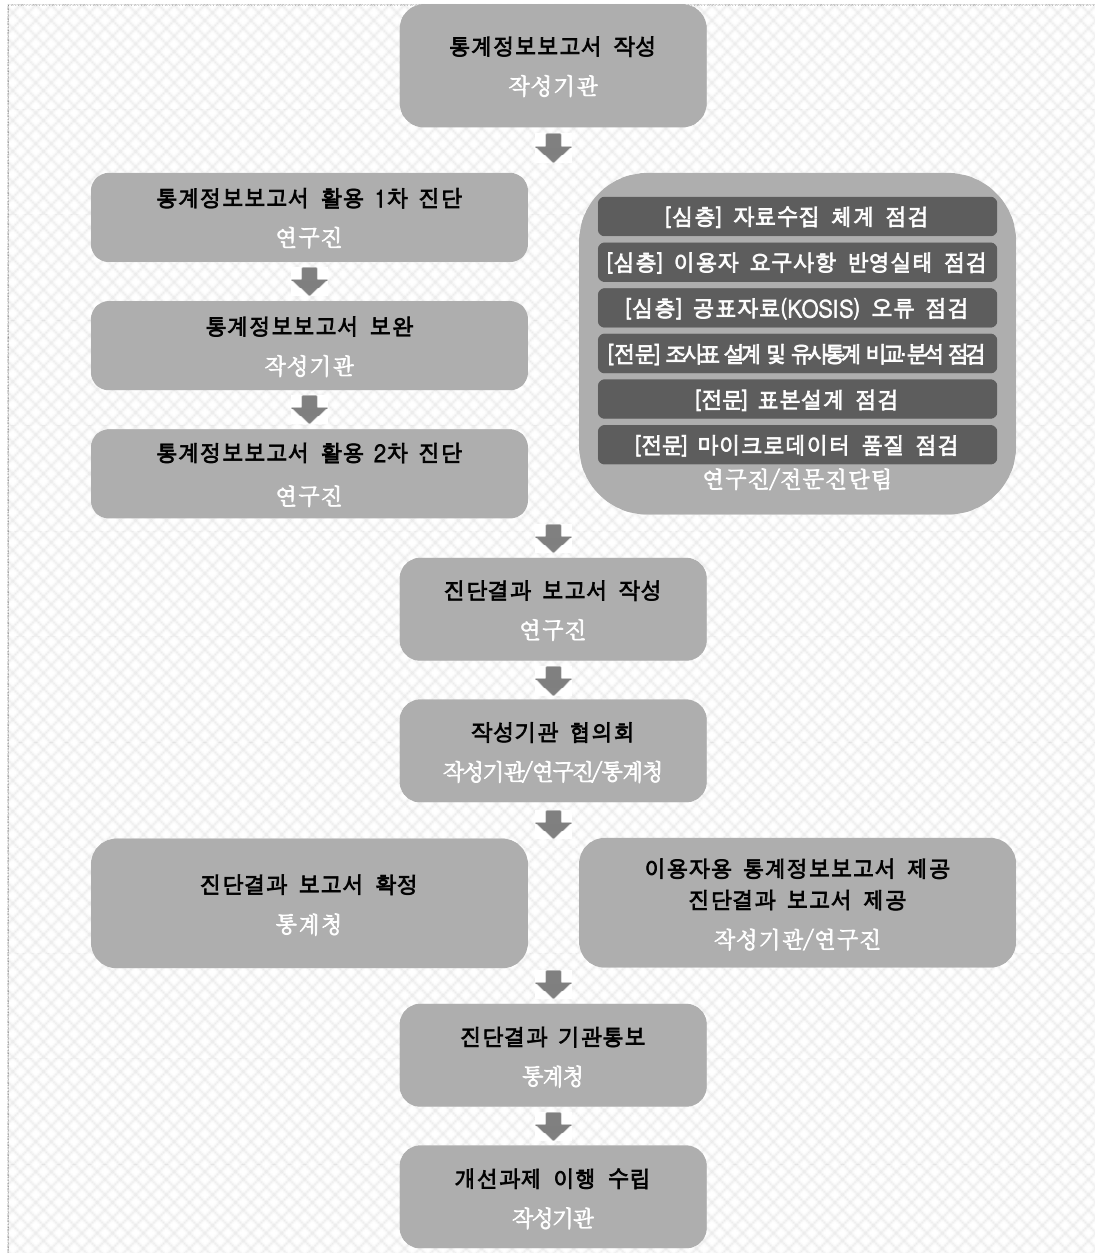 통계정보보고서 작성
작성기관
통계정보보고서 활용 1차 진단
연구진
통계정보보고서 보완
작성기관
통계정보보고서 활용 2차 진단
연구진
[심층] 자료수집 체계 점검
[심층] 이용자 요구사항 반영실태 점검
[심층] 공표자료(KOSIS) 오류 점검
[전문] 조사표 설계 및 유사통계 비교·분석 점검
[전문] 표본설계 점검
[전문] 마이크로데이터 품질 점검
연구진/전문진단팀
진단결과 보고서 작성
연구진
작성기관 협의회
작성기관/연구진/통계청
진단결과 보고서 확정
통계청
이용자용 통계정보보고서 제공
진단결과 보고서 제공
작성기관/연구진
진단결과 기관통보
통계청
개선과제 이행 수립
작성기관